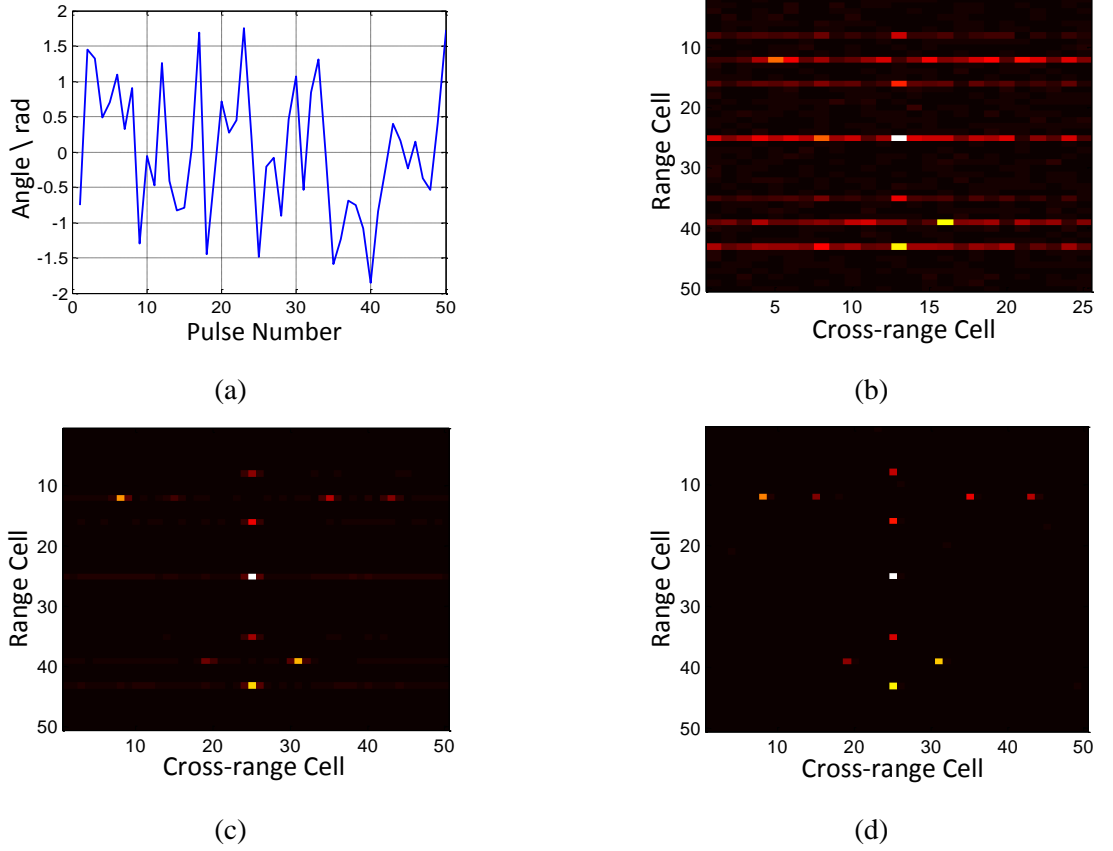 2
1.5
1
0.5
0
-0.5
-1
-1.5
-2
0 10 20 30 40 50
Angle \ rad
Pulse Number
(a)
10
20
30
40
50
5 10 15 20 25
Range Cell
Cross-range Cell
(b)
10
20
30
40
50
10 20 30 40 50
Range Cell
Cross-range Cell
(c)
10
20
30
40
50
10 20 30 40 50
Range Cell
Cross-range Cell
(d)